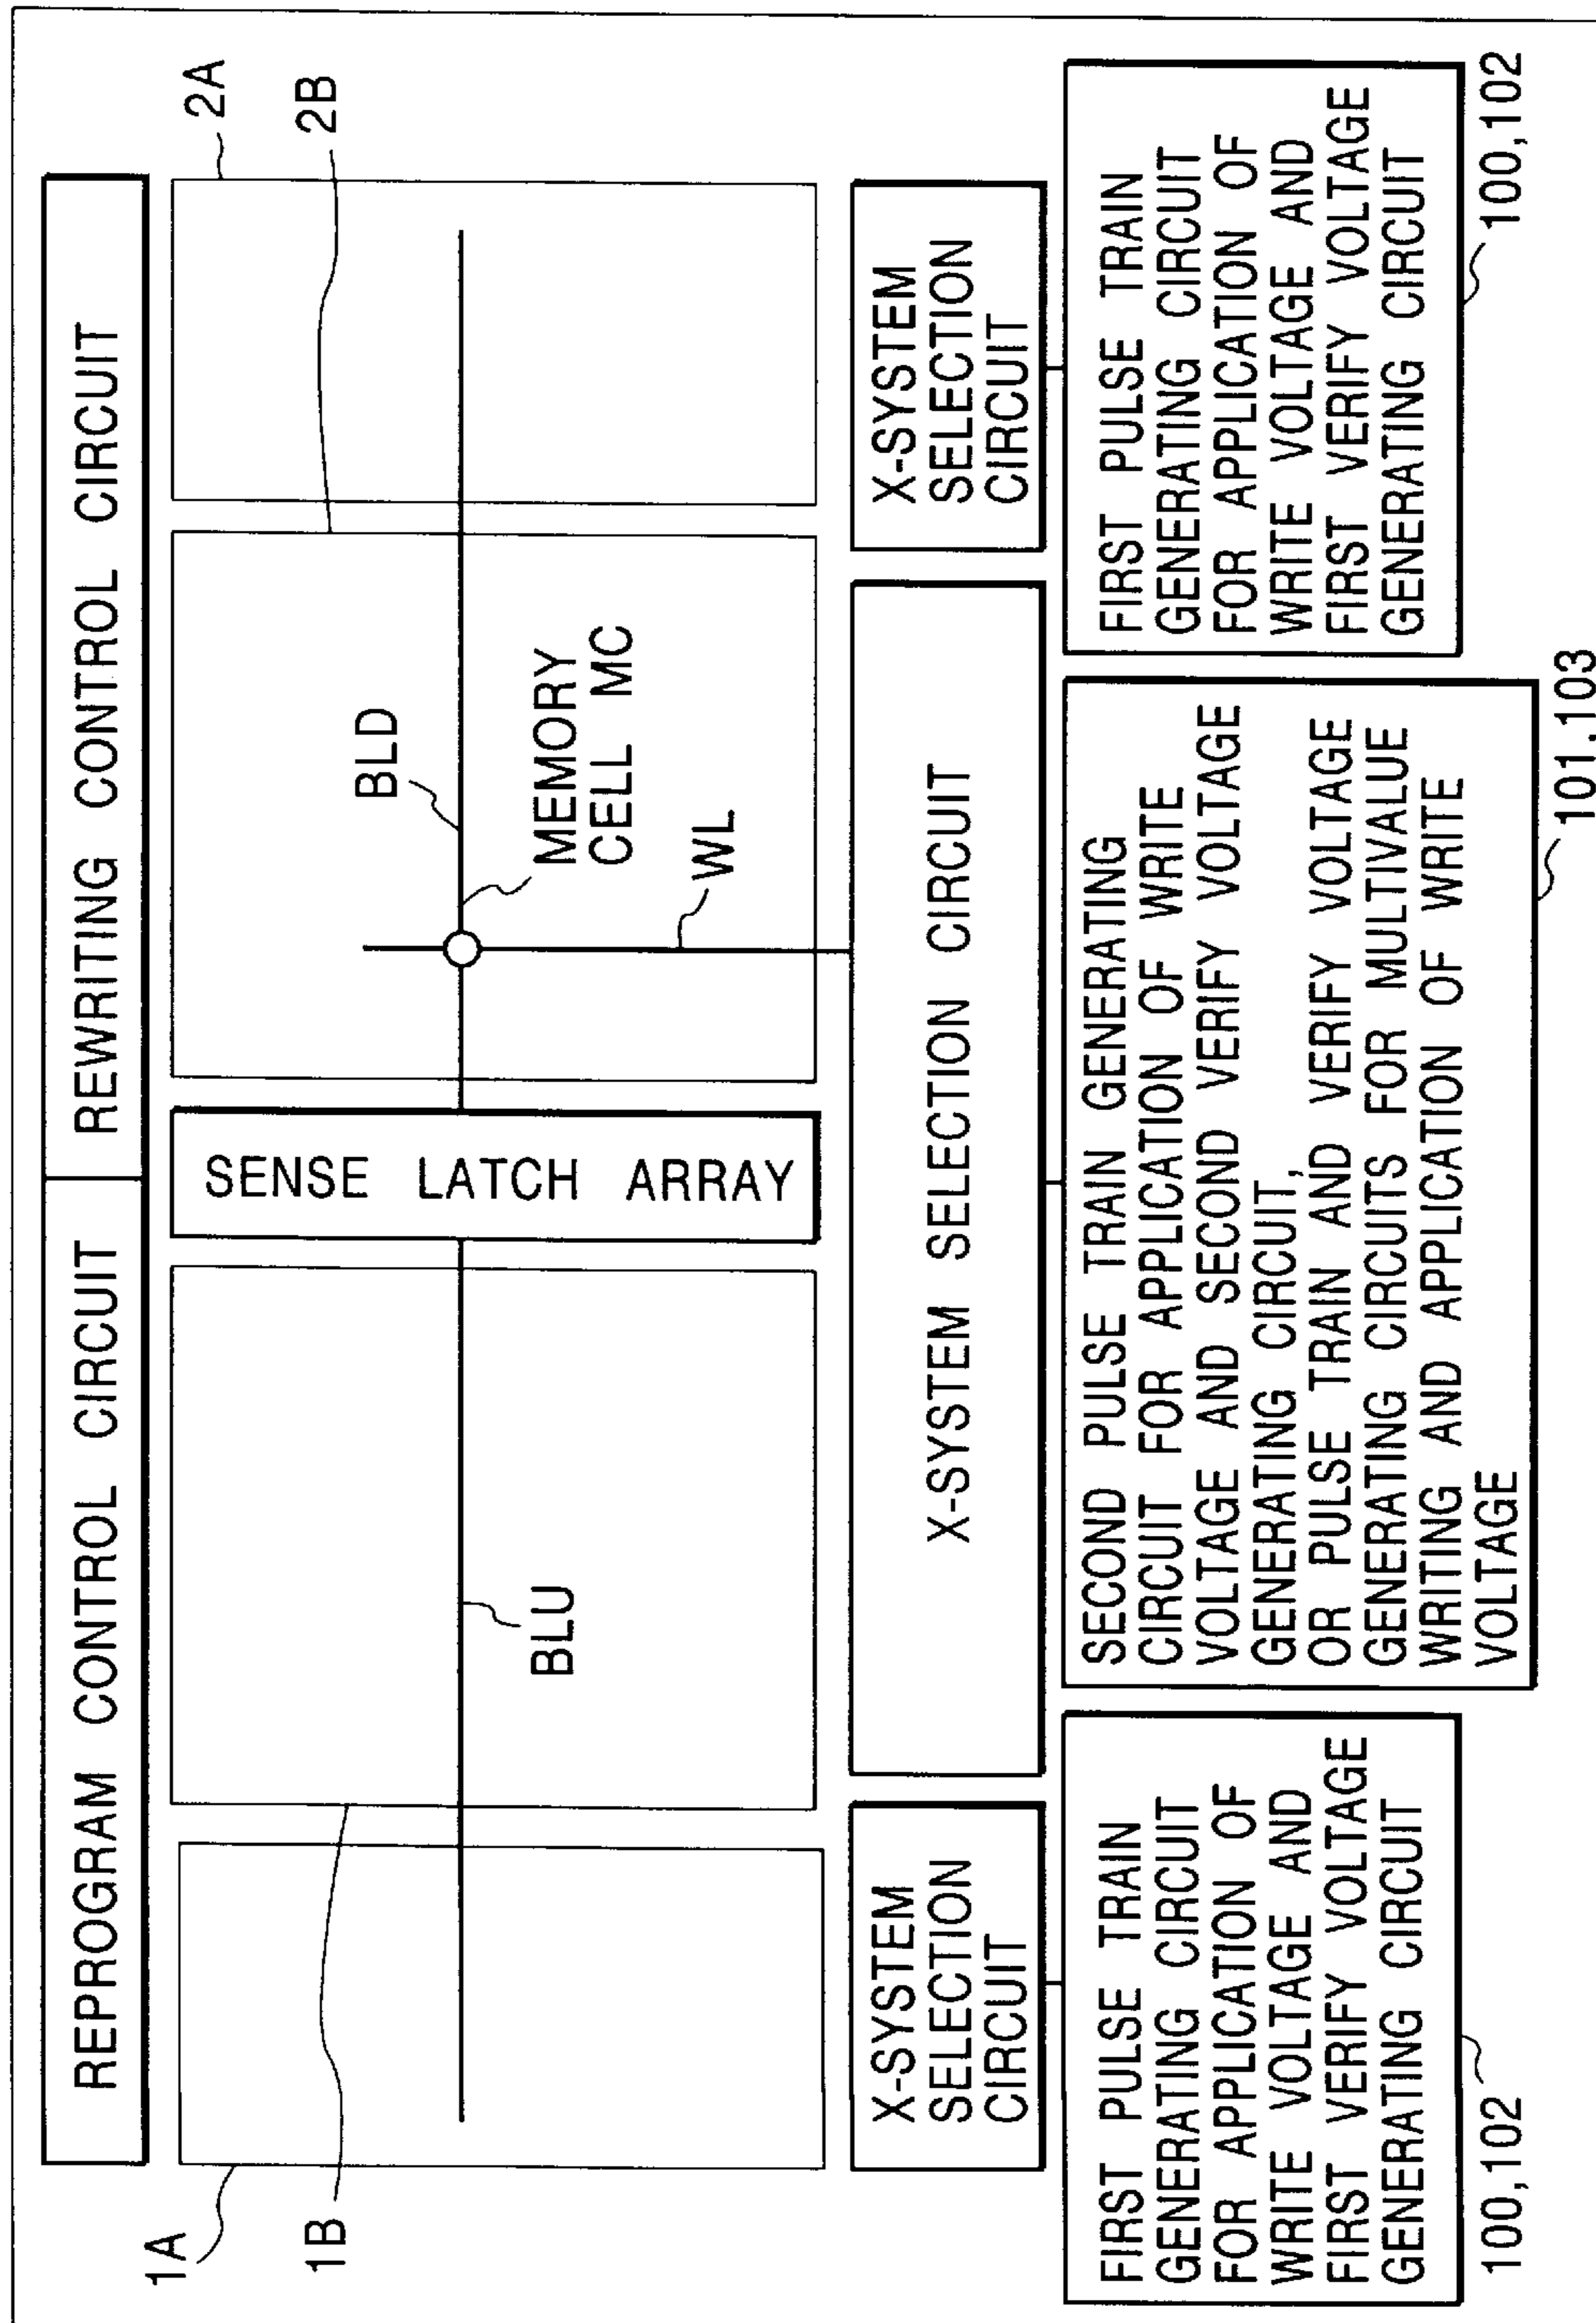 REPROGRAM CONTROL CIRCUIT
REWRITING CONTROL CIRCUIT
1A
1B
2A
2B
BLU
BLD
MEMORY
CELL MC
WL
SENSE LATCH ARRAY
X-SYSTEM
SELECTION
CIRCUIT
X-SYSTEM SELECTION CIRCUIT
X-SYSTEM
SELECTION
CIRCUIT
FIRST PULSE TRAIN
GENERATING CIRCUIT
FOR APPLICATION OF
WRITE VOLTAGE AND
FIRST VERIFY VOLTAGE
GENERATING CIRCUIT
100,102
SECOND PULSE TRAIN GENERATING
CIRCUIT FOR APPLICATION OF WRITE
VOLTAGE AND SECOND VERIFY VOLTAGE
GENERATING CIRCUIT,
OR PULSE TRAIN AND VERIFY VOLTAGE
GENERATING CIRCUITS FOR MULTIVALUE
WRITING AND APPLICATION OF WRITE
VOLTAGE
101,103
FIRST PULSE TRAIN
GENERATING CIRCUIT
FOR APPLICATION OF
WRITE VOLTAGE AND
FIRST VERIFY VOLTAGE
GENERATING CIRCUIT
100,102